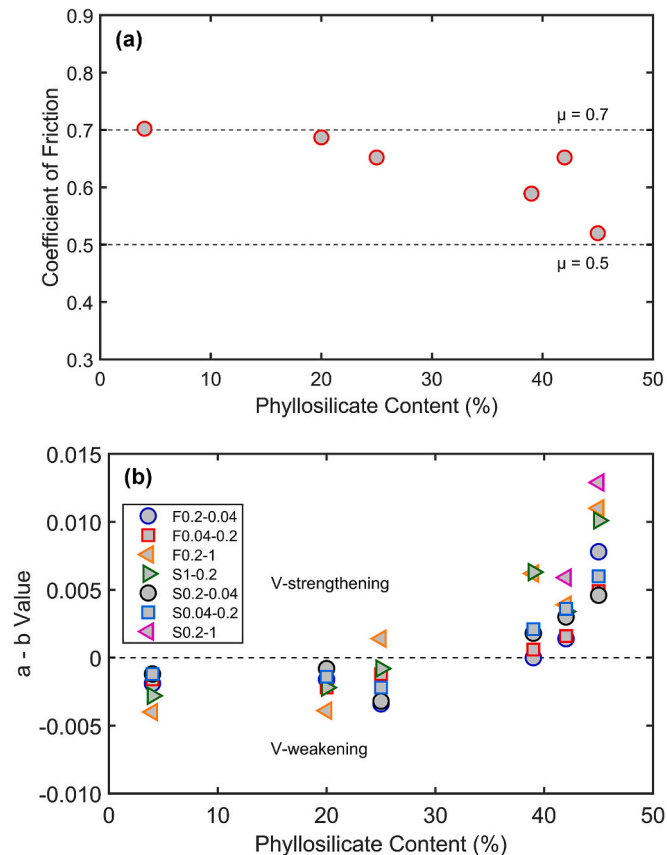 (a)
0.9
0.8
0.7
0.6
0.5
0.4
0.3
Coefficient of Friction
μ = 0.7
μ = 0.5
0 10 20 30 40 50
Phyllosilicate Content (%)
(b)
0.015
0.010
0.005
0
-0.005
-0.010
a - b Value
F0.2-0.04
F0.04-0.2
F0.2-1
S1-0.2
S0.2-0.04
S0.04-0.2
S0.2-1
V-strengthening
V-weakening
0 10 20 30 40 50
Phyllosilicate Content (%)